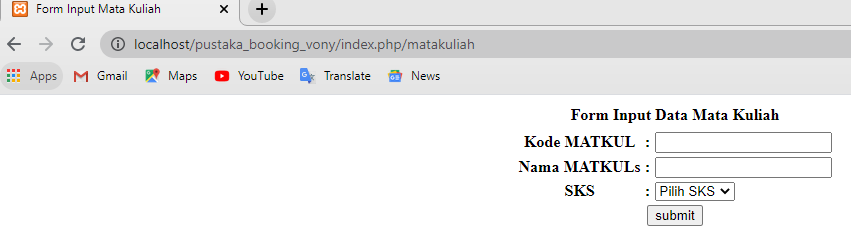 Form Input Mata Kuliah
localhost/pustaka_booking_vony/index.php/matakuliah
Apps Gmail Maps YouTube Translate News
Form Input Data Mata Kuliah
Kode MATKUL :
Nama MATKULs :
SKS : Pilih SKS
submit